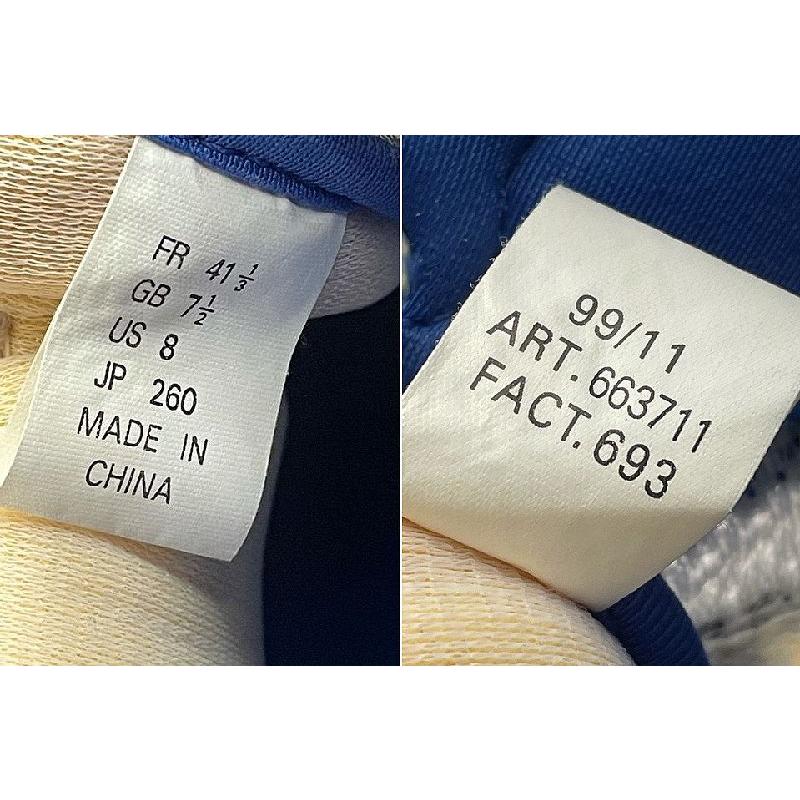 FR 41⅓
GB 7½
US 8
JP 260
MADE IN
CHINA
99/11
ART. 663711
FACT. 693